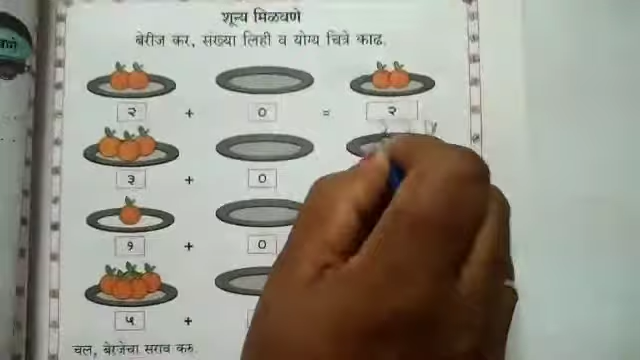 शून्य मिळवणे
बेरीज कर, संख्या लिही व योग्य चित्रे काढ.
२ + ० = २
३ + ०
१ + ०
५ +
चल, बेरजेचा सराव करु